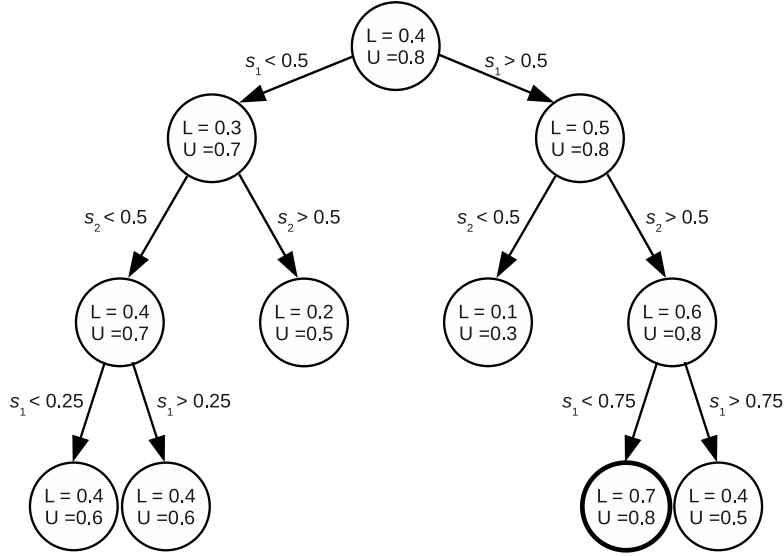 L = 0.4
U =0.8
s1 < 0.5
s1 > 0.5
L = 0.3
U =0.7
L = 0.5
U =0.8
s2 < 0.5
s2 > 0.5
s2 < 0.5
s2 > 0.5
L = 0.4
U =0.7
L = 0.2
U =0.5
L = 0.1
U =0.3
L = 0.6
U =0.8
s1 < 0.25
s1 > 0.25
s1 < 0.75
s1 > 0.75
L = 0.4
U =0.6
L = 0.4
U =0.6
L = 0.7
U =0.8
L = 0.4
U =0.5